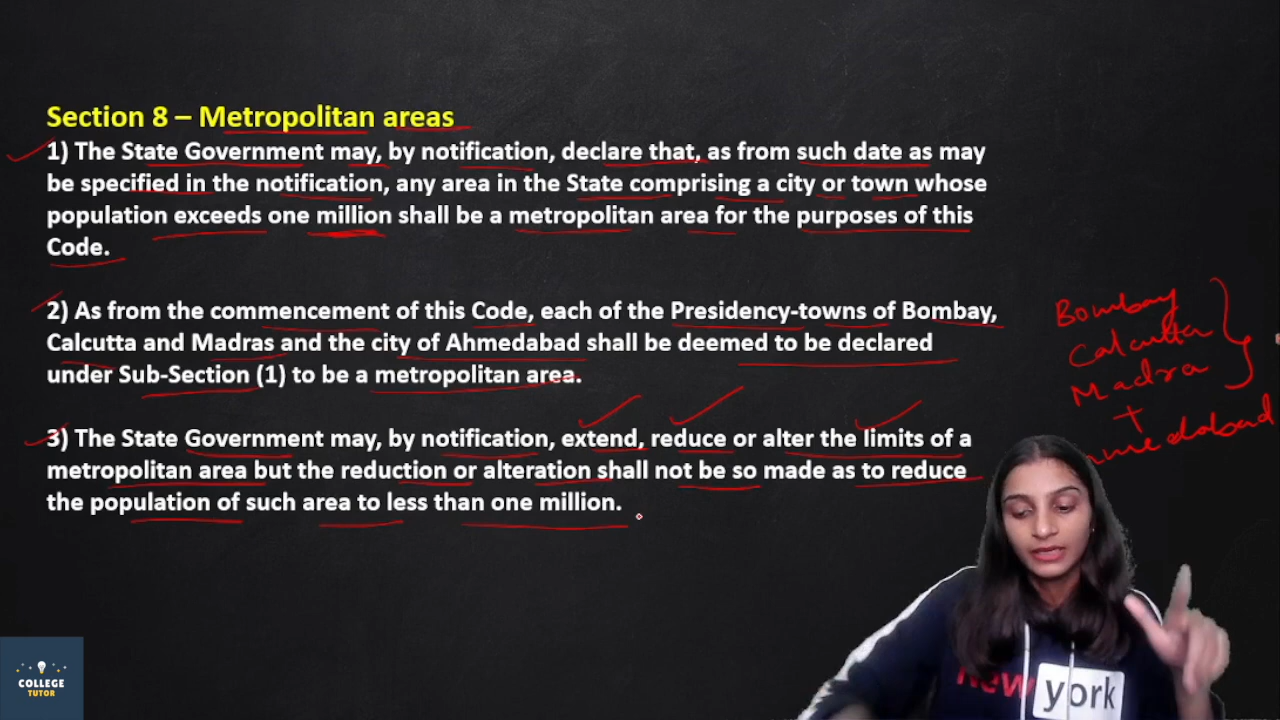 Section 8 – Metropolitan areas
1) The State Government may, by notification, declare that, as from such date as may
be specified in the notification, any area in the State comprising a city or town whose
population exceeds one million shall be a metropolitan area for the purposes of this
Code.
2) As from the commencement of this Code, each of the Presidency-towns of Bombay,
Calcutta and Madras and the city of Ahmedabad shall be deemed to be declared
under Sub-Section (1) to be a metropolitan area.
3) The State Government may, by notification, extend, reduce or alter the limits of a
metropolitan area but the reduction or alteration shall not be so made as to reduce
the population of such area to less than one million.
Bombay
Calcutta
Madra
+
new york
COLLEGE
TUTOR